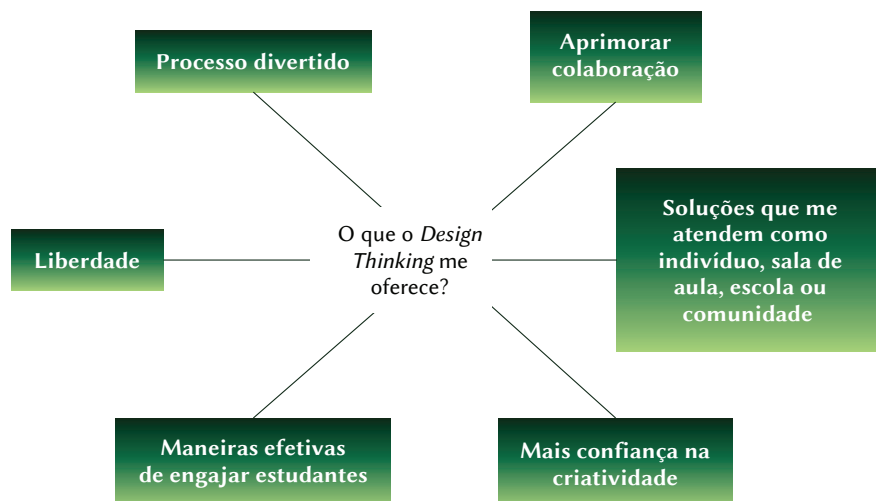 Processo divertido
Aprimorar
colaboração
O que o Design
Thinking me
oferece?
Liberdade
Soluções que me
atendem como
indivíduo, sala de
aula, escola ou
comunidade
Maneiras efetivas
de engajar estudantes
Mais confiança na
criatividade